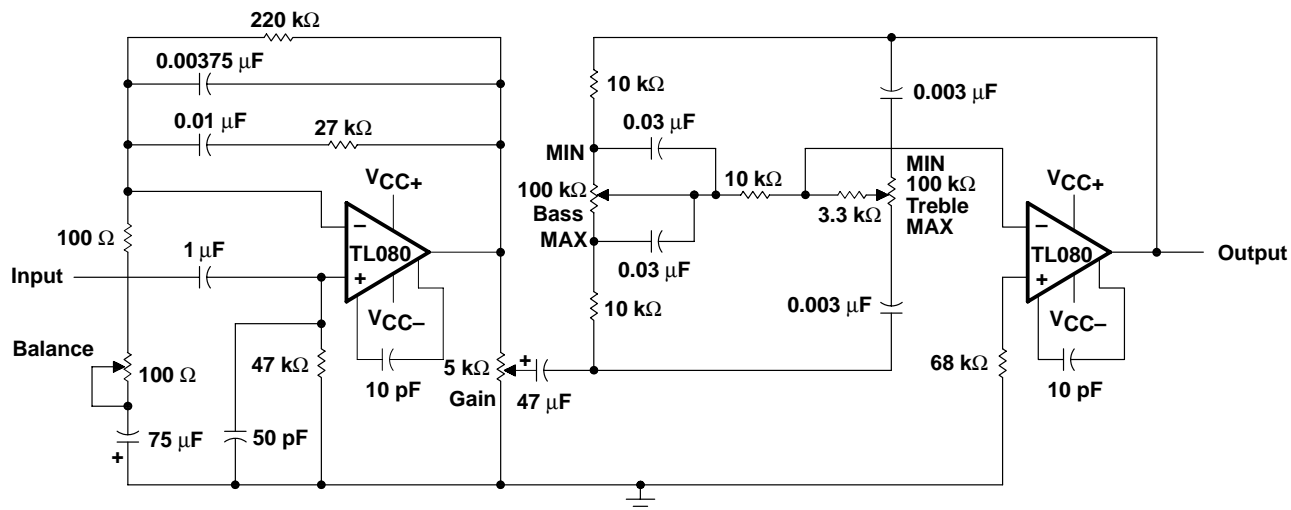 220 kΩ
0.00375 μF
0.01 μF
27 kΩ
VCC+
100 Ω
−
TL080
+
1 μF
Input
VCC−
Balance
100 Ω
47 kΩ
10 pF
5 kΩ
Gain
+
47 μF
75 μF
+
50 pF
10 kΩ
0.03 μF
MIN
100 kΩ
Bass
MAX
0.03 μF
10 kΩ
10 kΩ
0.003 μF
MIN
100 kΩ
Treble
MAX
3.3 kΩ
0.003 μF
VCC+
−
TL080
+
Output
VCC−
68 kΩ
10 pF